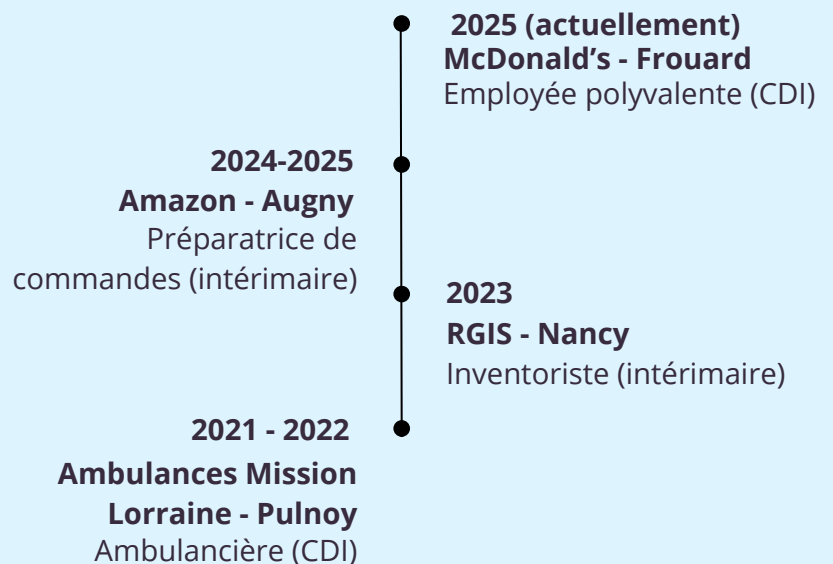 2025 (actuellement)
McDonald’s - Frouard
Employée polyvalente (CDI)
2024-2025
Amazon - Augny
Préparatrice de
commandes (intérimaire)
2023
RGIS - Nancy
Inventoriste (intérimaire)
2021 - 2022
Ambulances Mission
Lorraine - Pulnoy
Ambulancière (CDI)